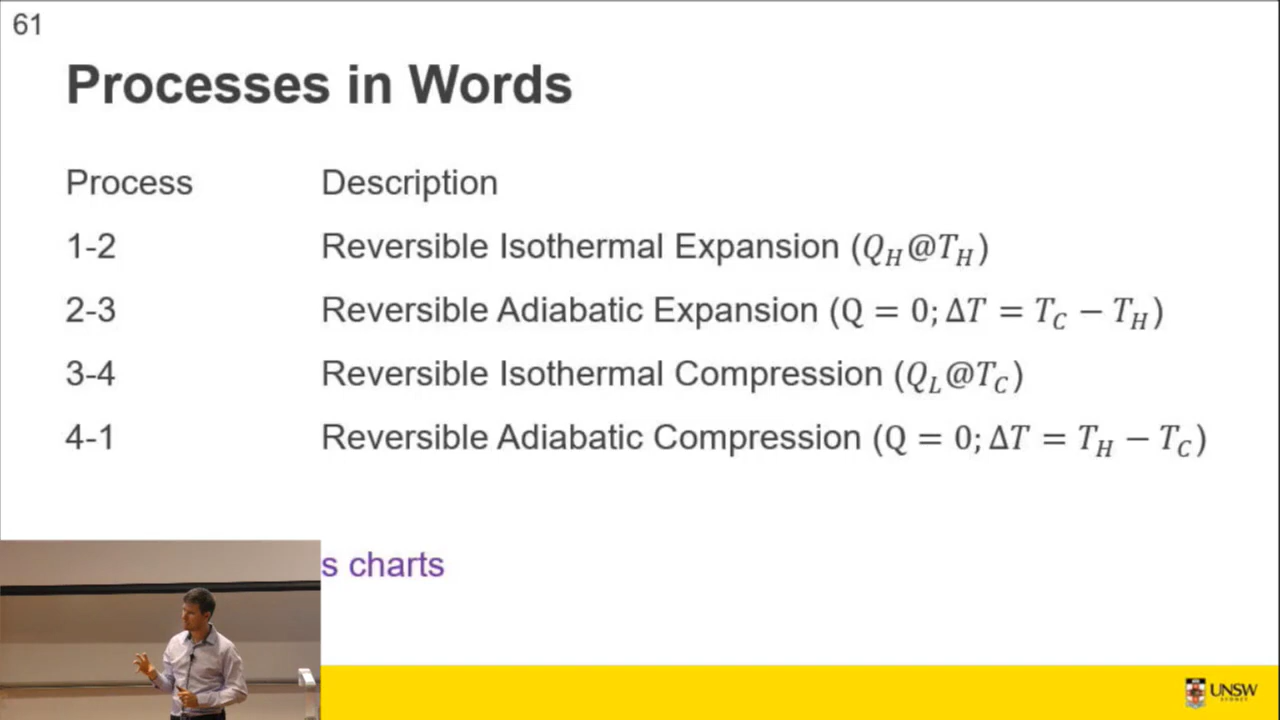 61
Processes in Words
Process Description
1-2 Reversible Isothermal Expansion (Q_H@T_H)
2-3 Reversible Adiabatic Expansion (Q = 0; ΔT = T_C − T_H)
3-4 Reversible Isothermal Compression (Q_L@T_C)
4-1 Reversible Adiabatic Compression (Q = 0; ΔT = T_H − T_C)
s charts
UNSW
SYDNEY